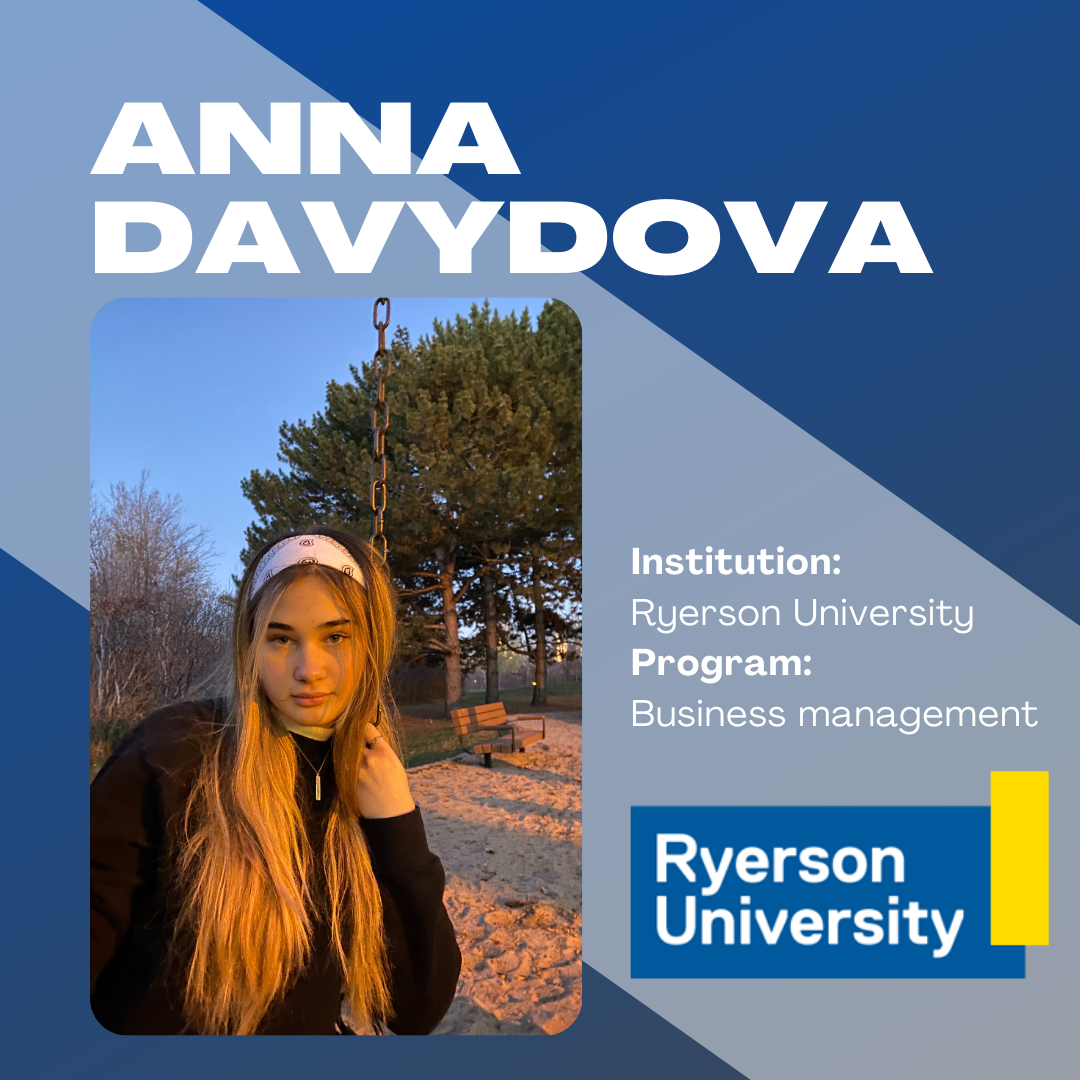 ANNA
DAVYDOVA
Institution:
Ryerson University
Program:
Business management
Ryerson
University